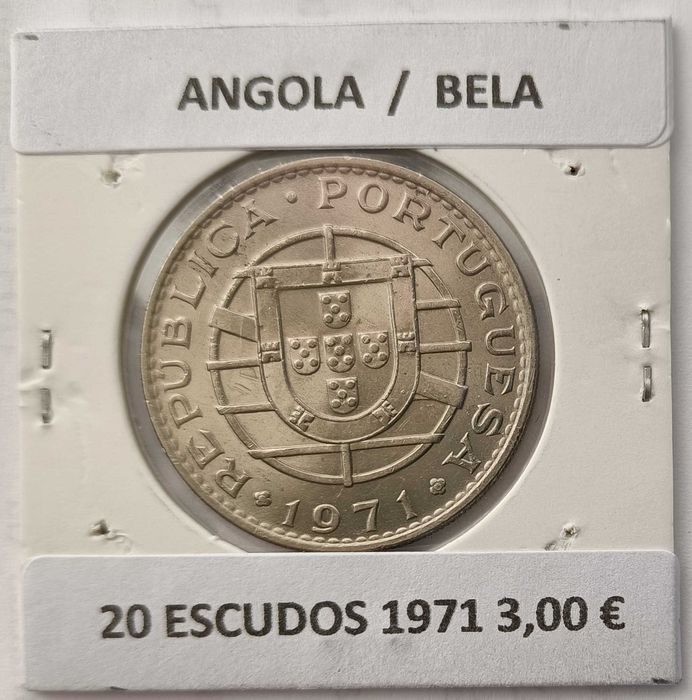 ANGOLA / BELA
REPUBLICA · PORTUGUESA
1971
20 ESCUDOS 1971 3,00 €